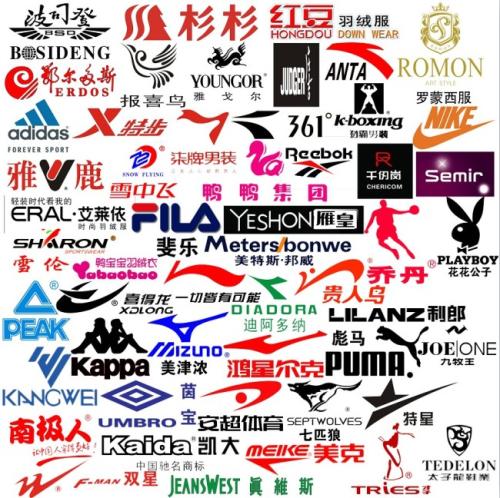 波司登
BSD
BOSIDENG
杉杉
红豆
HONGDOU
羽绒服
DOWN WEAR
ROMON
ART STYLE
罗蒙西服
鄂尔多斯
ERDOS
报喜鸟
YOUNGOR
雅戈尔
JUDGER
ANTA
adidas
FOREVER SPORT
特步
361°
k-boxing
劲霸男装
NIKE
雅鹿
轻装时代看我的
SNOW FLYING
雪中飞
柒牌男装
鸭鸭集团
Reebok
千仞岗
CHERICOM
Semir
ERAL·艾莱依
时尚羽绒服
FILA
斐乐
YESHON 雁皇
PLAYBOY
花花公子
SHARON
SPORTSWEAR
雪伦
鸭宝宝羽绒衣
Yabaobao
Meters/bonwe
美特斯·邦威
乔丹
PEAK
喜得龙
XDLONG
一切皆有可能
DIADORA
迪阿多纳
贵人鸟
LILANZ 利郎
Kappa
MIZUNO
美津浓
鸿星尔克
彪马
PUMA
JOE|ONE
九牧王
KANGWEI
UMBRO
茵宝
安超体育
SEPTWOLVES
七匹狼
特星
南极人
Kaida 凯大
中国驰名商标
MEIKE 美克
TRIES
TEDELON
太子龍鞋業
F-MAN 双星
JEANSWEST 真維斯